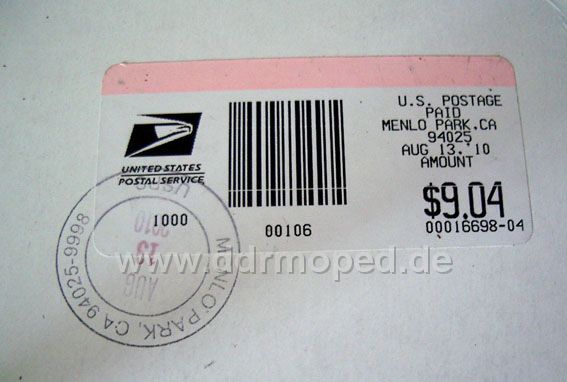 U.S. POSTAGE
PAID
MENLO PARK.CA
94025
AUG 13.'10
AMOUNT
$9.04
00016698-04
UNITED STATES
POSTAL SERVICE
1000
00106
USPS
2010
13
AUG
MENLO PARK, CA 94025-9998
www.ddrmoped.de